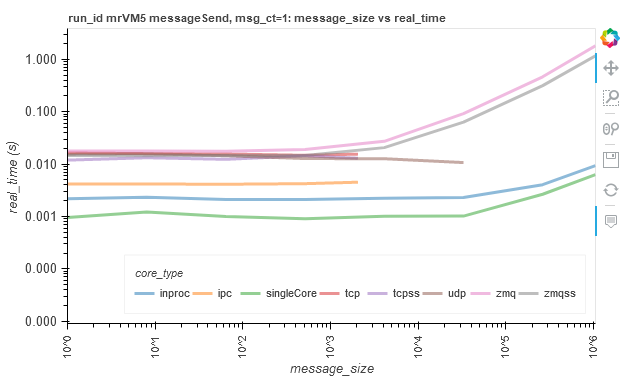 run_id mrVM5 messageSend, msg_ct=1: message_size vs real_time
real_time (s)
1.000
0.100
0.010
0.001
0.000
0.000
core_type
inproc ipc singleCore tcp tcpss udp zmq zmqss
10^0 10^1 10^2 10^3 10^4 10^5 10^6
message_size